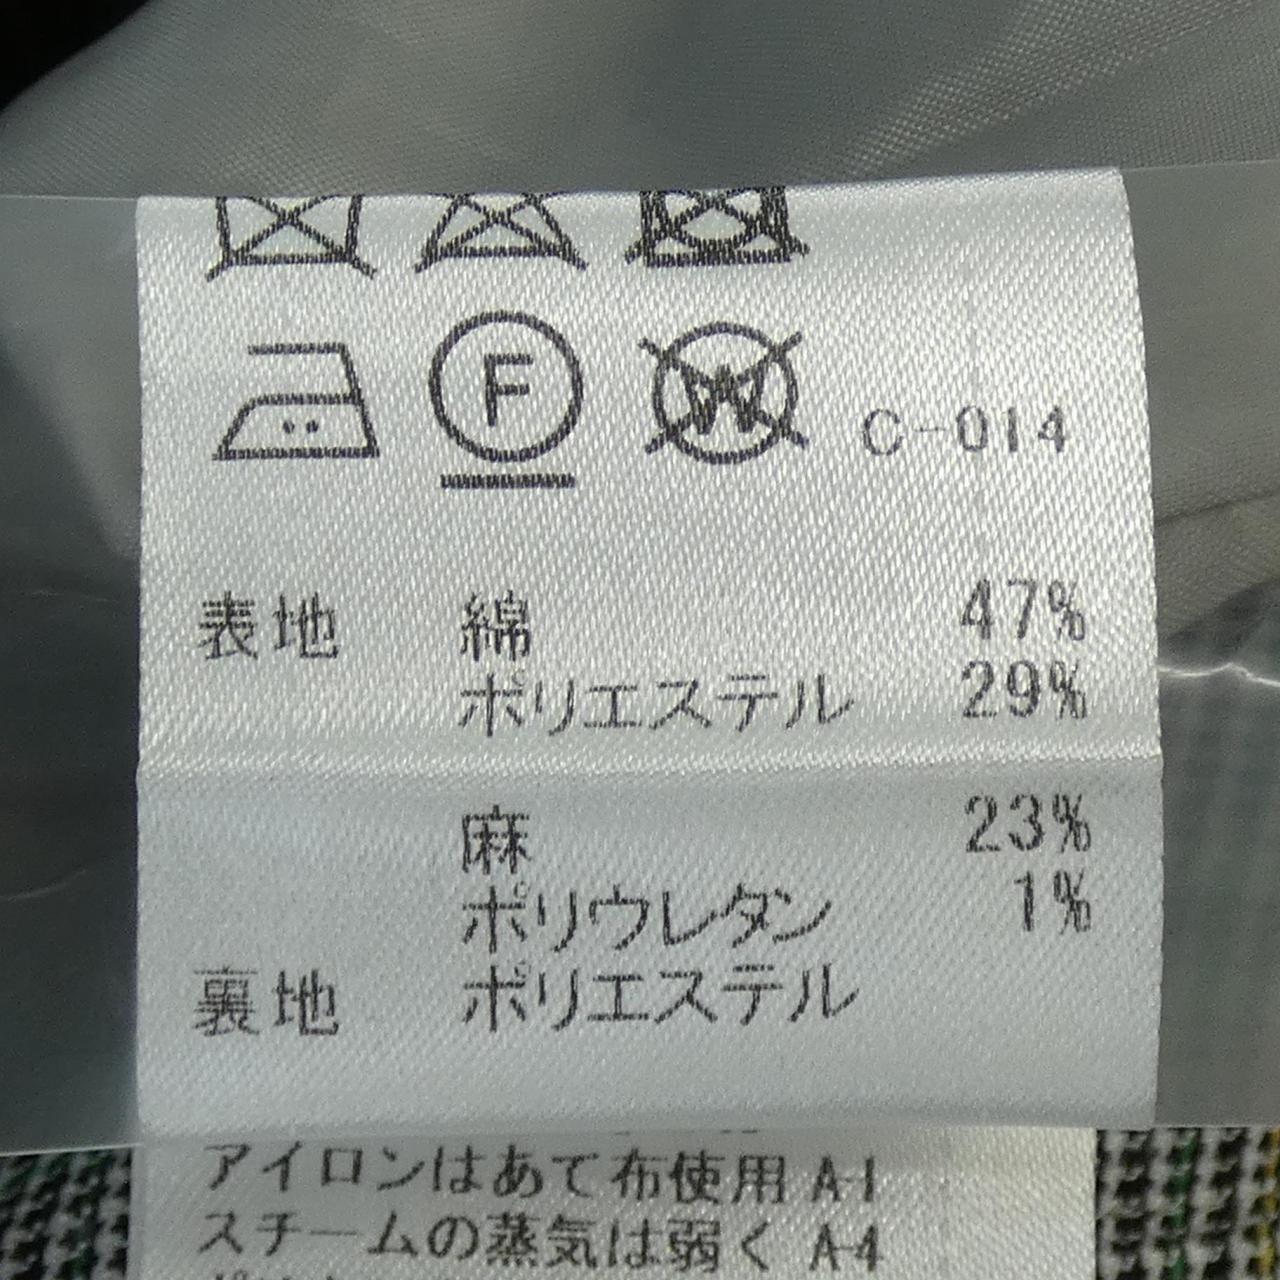 F W C-014
表地 綿 47%
ポリエステル 29%
麻 23%
ポリウレタン 1%
裏地 ポリエステル
アイロンはあて布使用 A-1
スチームの蒸気は弱く A-4